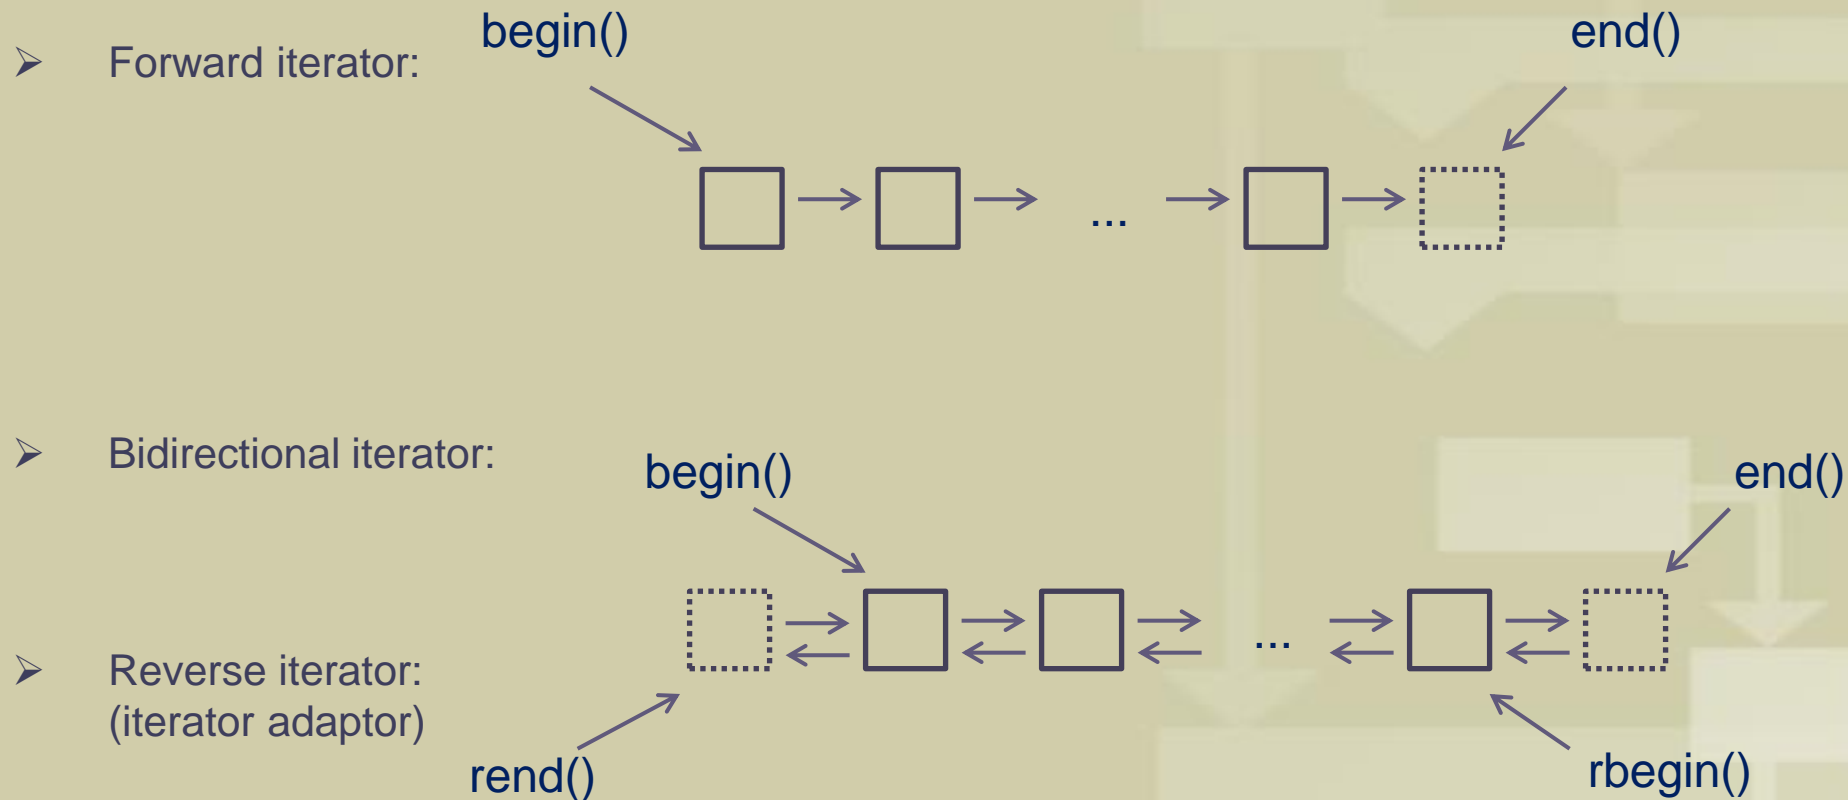 begin()
end()
➢ Forward iterator:
...
➢ Bidirectional iterator:
begin()
end()
...
➢ Reverse iterator:
(iterator adaptor)
rend()
rbegin()